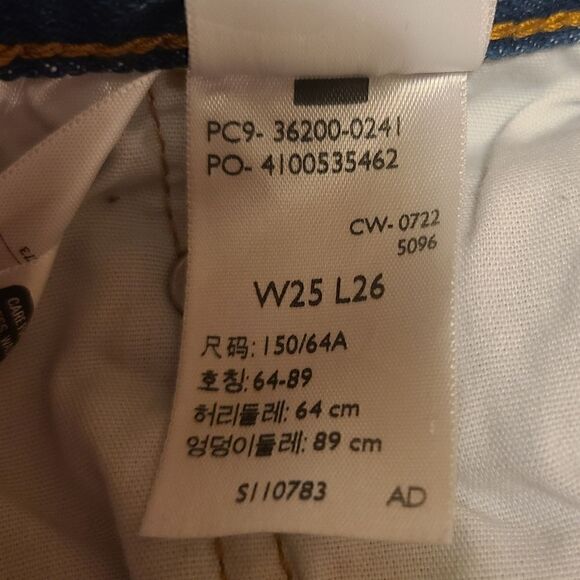 PC9- 36200-0241
PO- 4100535462
CW- 0722
5096
W25 L26
尺码: 150/64A
호칭: 64-89
허리둘레: 64 cm
엉덩이둘레: 89 cm
S110783 AD